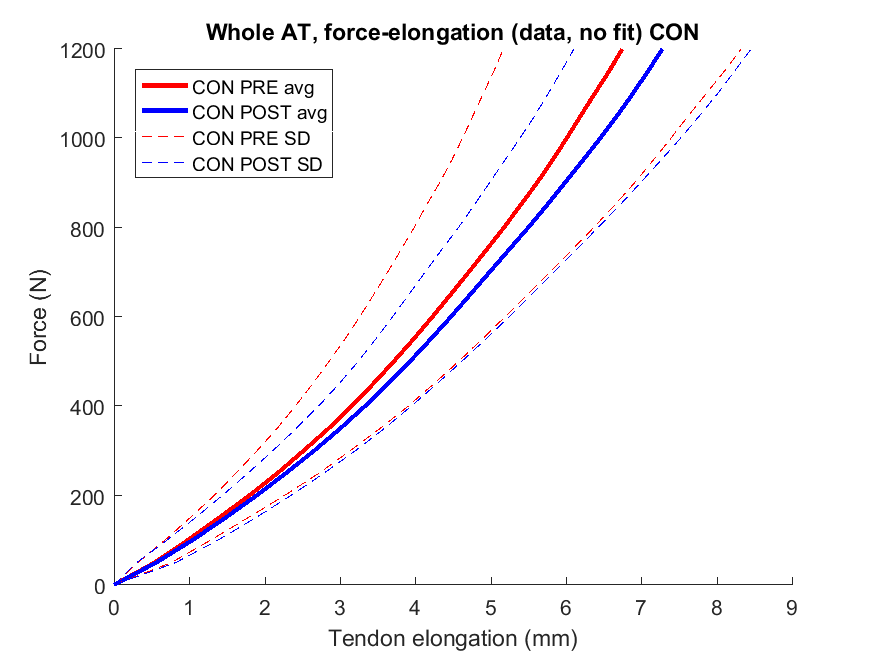 Whole AT, force-elongation (data, no fit) CON
1200
1000
800
600
400
200
0
Force (N)
CON PRE avg
CON POST avg
CON PRE SD
CON POST SD
0 1 2 3 4 5 6 7 8 9
Tendon elongation (mm)